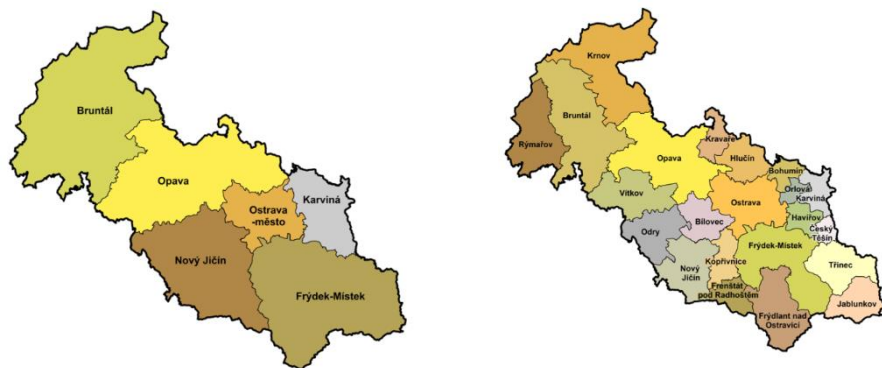 Bruntál
Opava
Karviná
Ostrava
-město
Nový Jičín
Frýdek-Místek
Krnov
Bruntál
Rýmařov
Kravaře
Opava
Hlučín
Bohumín
Vítkov
Orlová
Karviná
Ostrava
Havířov
Bílovec
Český
Těšín
Odry
Frýdek-Místek
Kopřivnice
Nový
Jičín
Třinec
Frenštát
pod Radhoštěm
Jablunkov
Frýdlant nad
Ostravicí